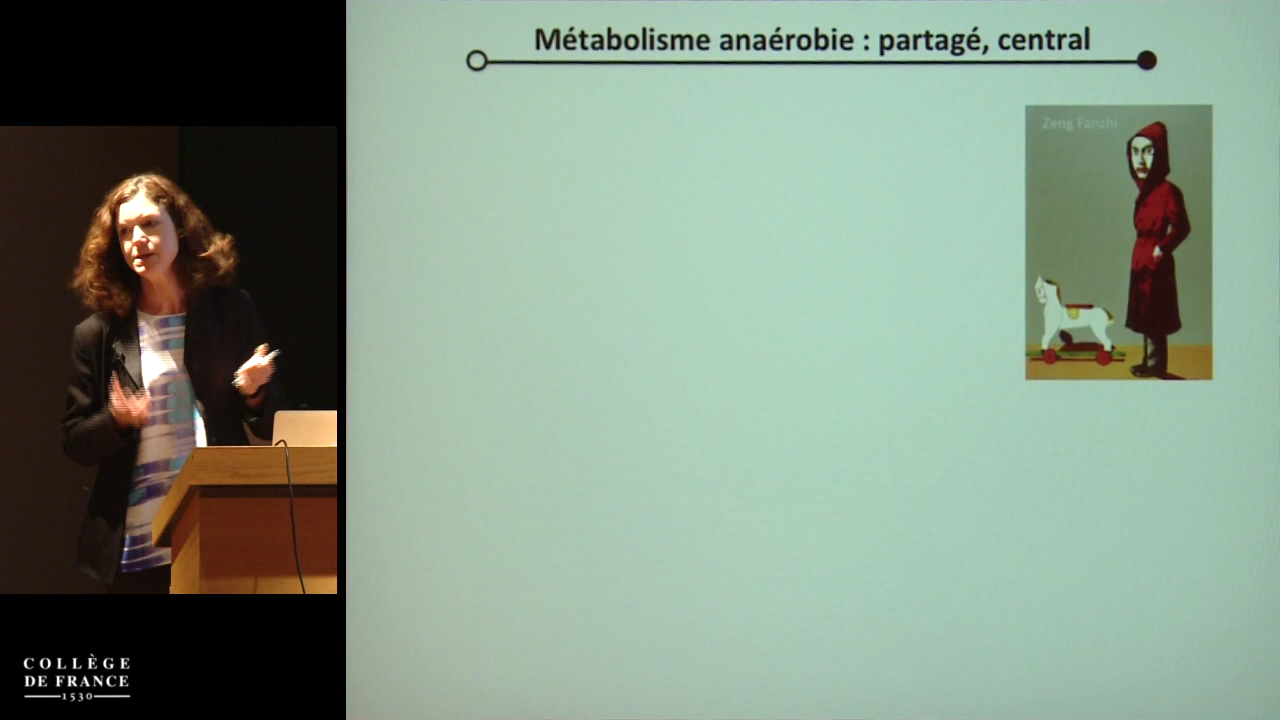 Métabolisme anaérobie : partagé, central
Zeng Fanzhi
COLLÈGE
DE FRANCE
1530